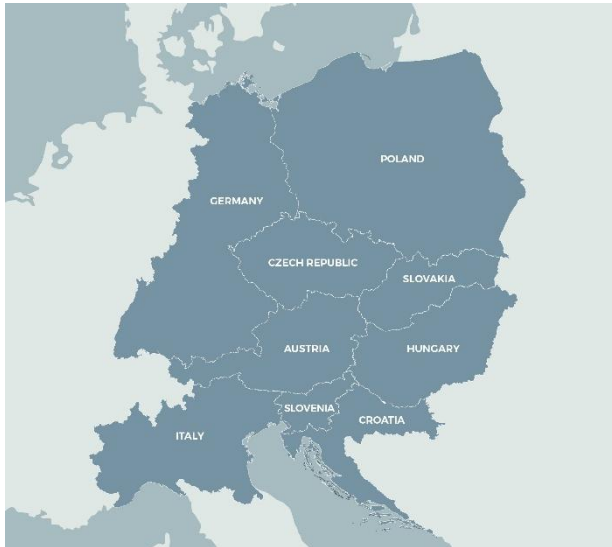 POLAND
GERMANY
CZECH REPUBLIC
SLOVAKIA
AUSTRIA
HUNGARY
SLOVENIA
CROATIA
ITALY